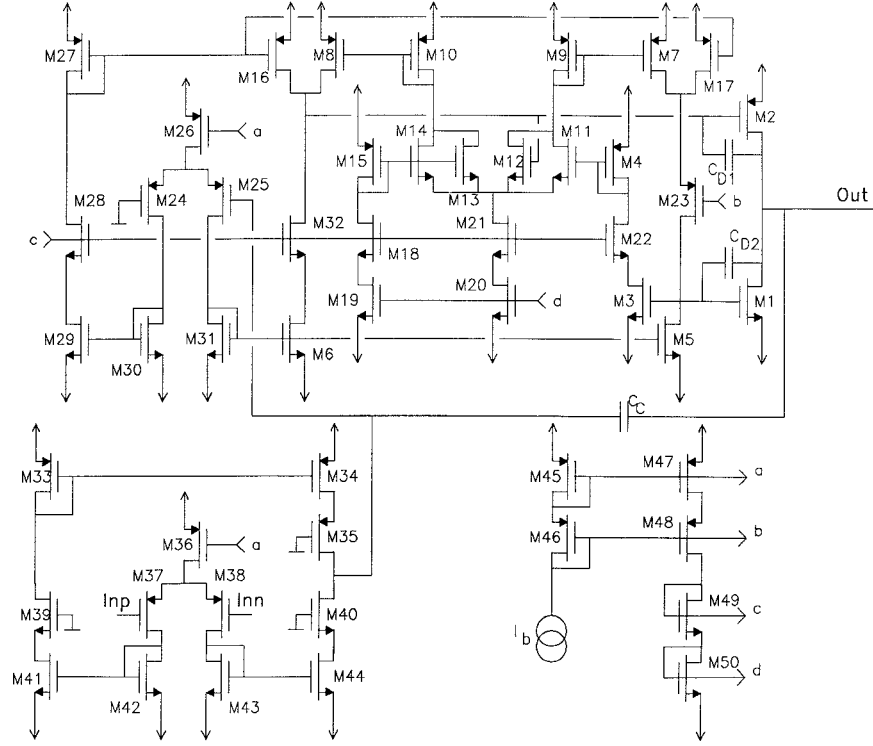 M27
M16
M8
M10
M9
M7
M17
M2
M26
a
M15
M14
M13
M12
M11
M4
C_D1
M28
M24
M25
M32
M18
M21
M22
M23
b
Out
c
C_D2
M29
M30
M31
M6
M19
M20
d
M3
M5
M1
C_C
M33
M34
M45
M47
a
M36
a
M35
M46
M48
b
M37
M38
Inp
Inn
M39
M40
I_b
M49
c
M41
M42
M43
M44
M50
d